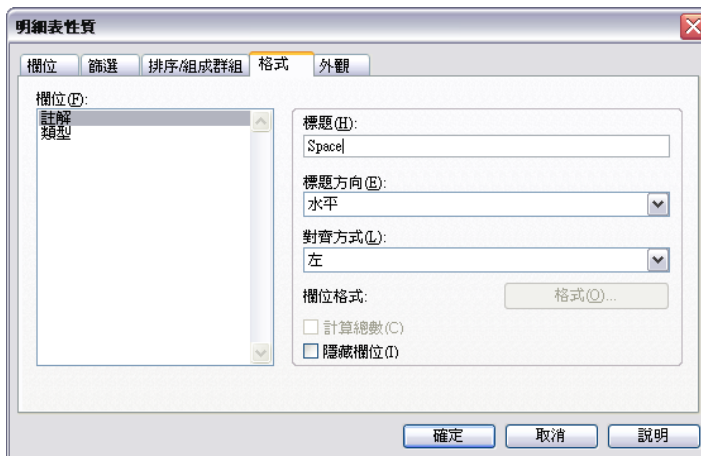 明細表性質
欄位 篩選 排序/組成群組 格式 外觀
欄位(F):
註解
類型
標題(H):
Space
標題方向(E):
水平
對齊方式(L):
左
欄位格式: 格式(O)...
計算總數(C)
隱藏欄位(I)
確定 取消 說明